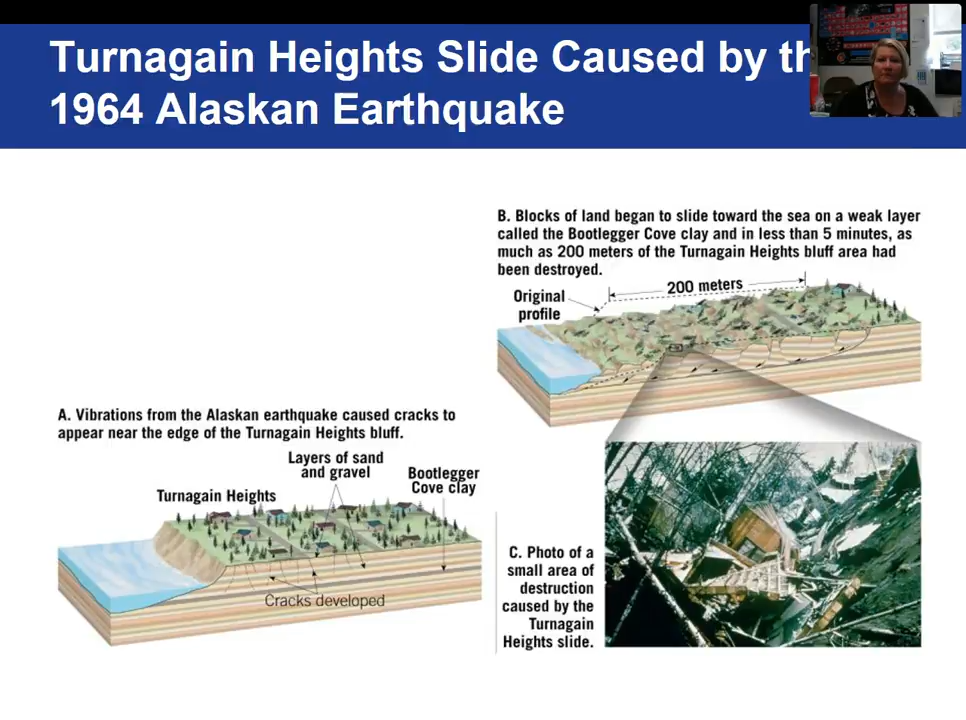 Turnagain Heights Slide Caused by th
1964 Alaskan Earthquake
B. Blocks of land began to slide toward the sea on a weak layer
called the Bootlegger Cove clay and in less than 5 minutes, as
much as 200 meters of the Turnagain Heights bluff area had
been destroyed.
200 meters
Original
profile
A. Vibrations from the Alaskan earthquake caused cracks to
appear near the edge of the Turnagain Heights bluff.
Layers of sand
and gravel
Bootlegger
Cove clay
Turnagain Heights
Cracks developed
C. Photo of a
small area of
destruction
caused by the
Turnagain
Heights slide.